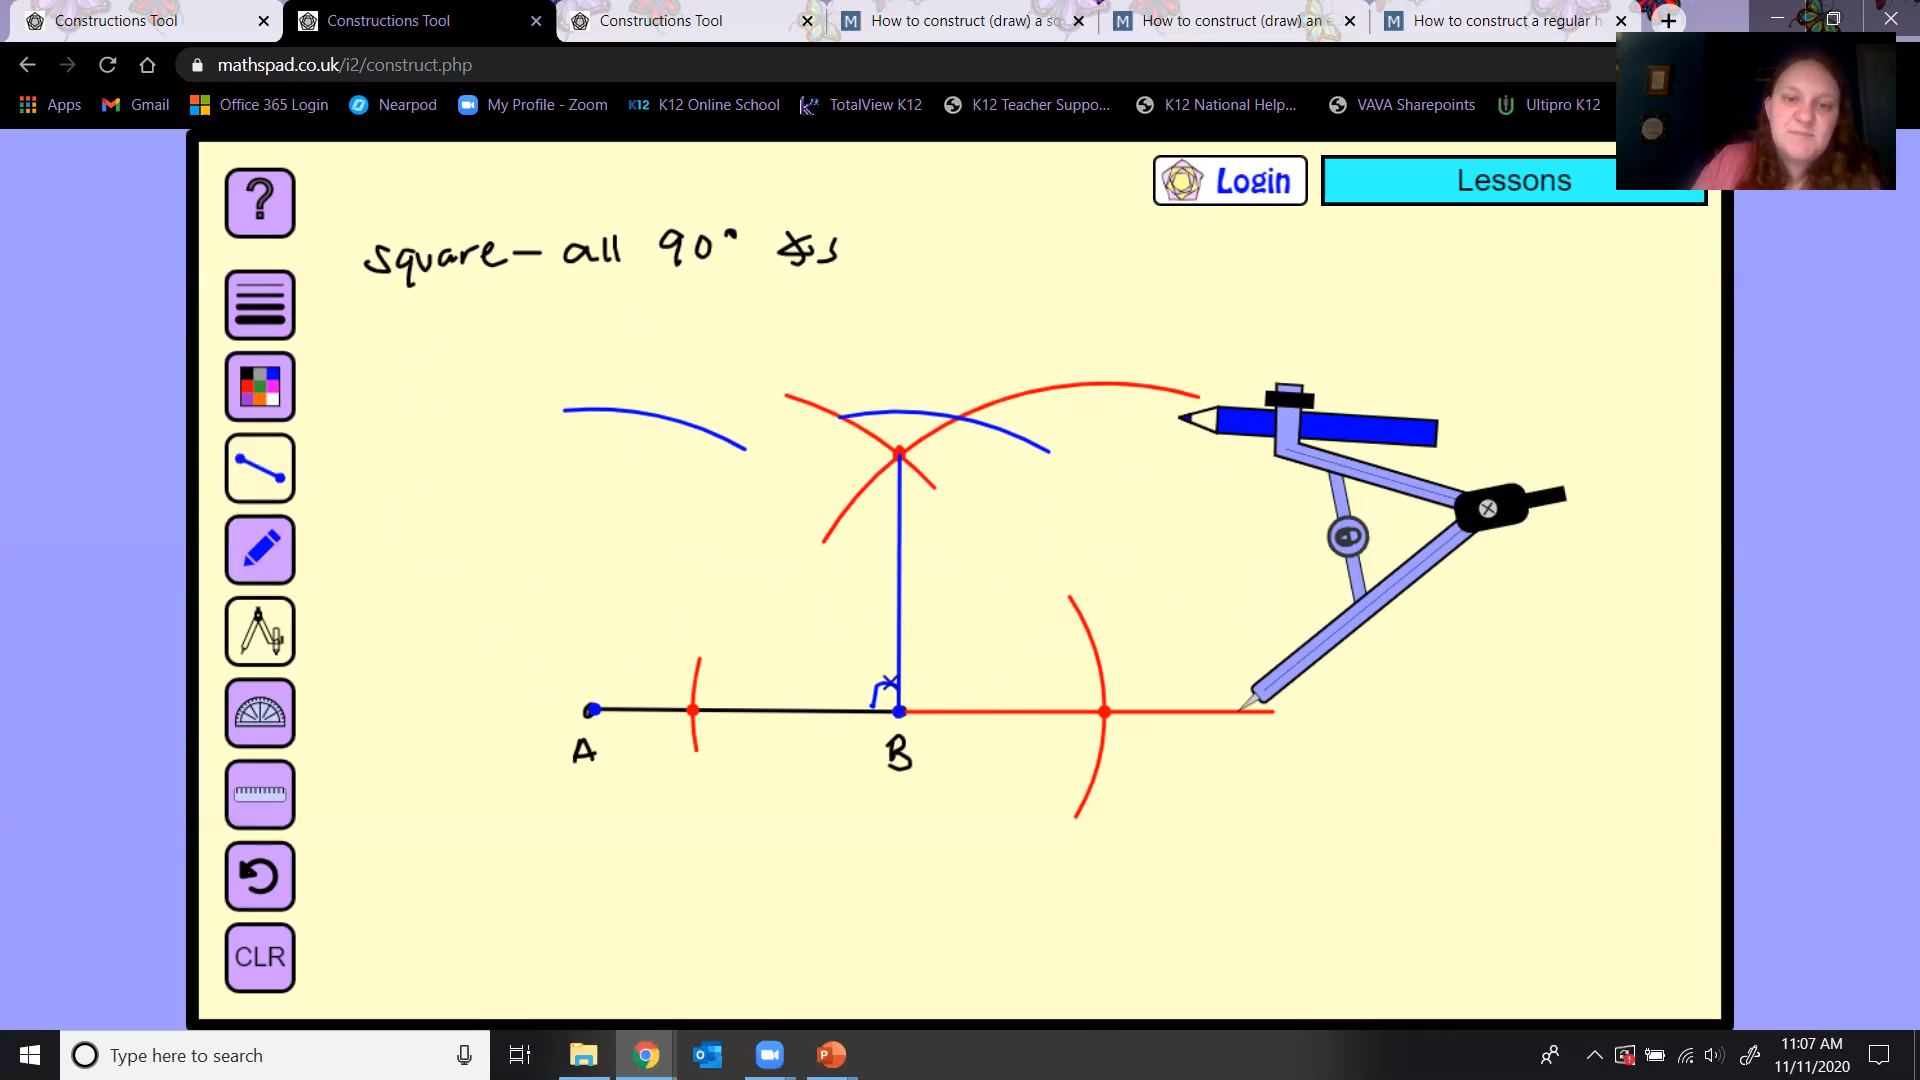 Constructions Tool
Constructions Tool
Constructions Tool
How to construct (draw) a sq
How to construct (draw) an e
How to construct a regular h
mathspad.co.uk/i2/construct.php
Apps
Gmail
Office 365 Login
Nearpod
My Profile - Zoom
K12 K12 Online School
TotalView K12
K12 Teacher Suppo...
K12 National Help...
VAVA Sharepoints
Ultipro K12
?
Login
Lessons
square - all 90° ∡s
A
B
CLR
Type here to search
11:07 AM
11/11/2020